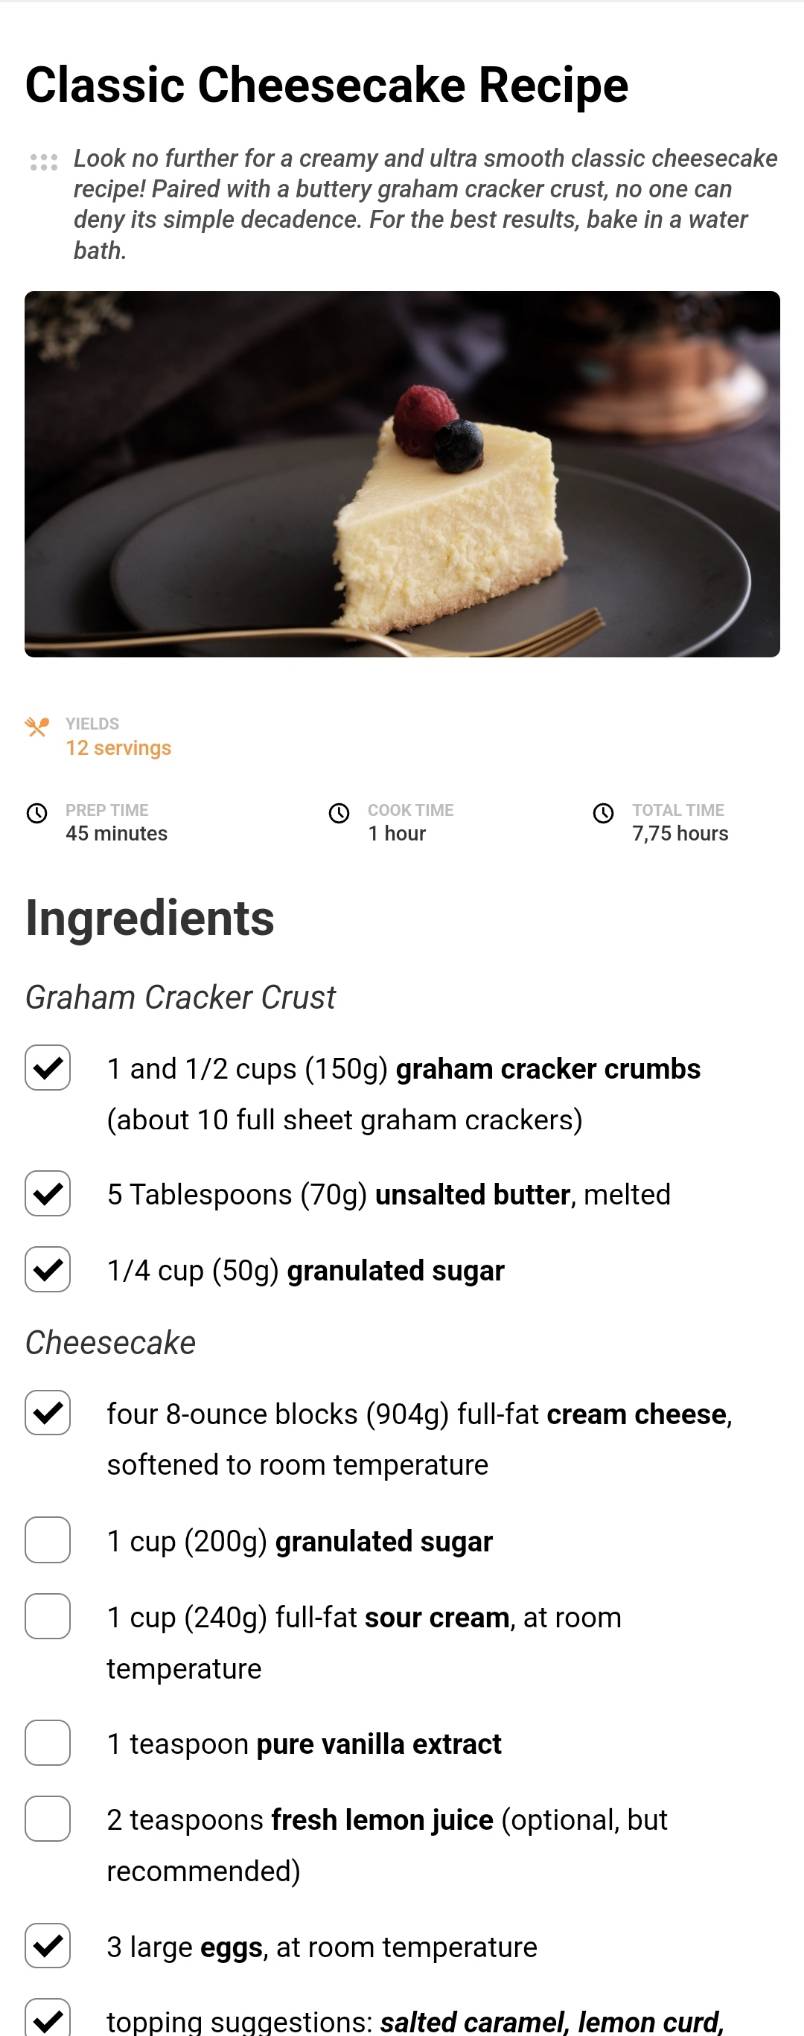 Classic Cheesecake Recipe
Look no further for a creamy and ultra smooth classic cheesecake
recipe! Paired with a buttery graham cracker crust, no one can
deny its simple decadence. For the best results, bake in a water
bath.
YIELDS
12 servings
PREP TIME
45 minutes
COOK TIME
1 hour
TOTAL TIME
7,75 hours
Ingredients
Graham Cracker Crust
1 and 1/2 cups (150g) graham cracker crumbs
(about 10 full sheet graham crackers)
5 Tablespoons (70g) unsalted butter, melted
1/4 cup (50g) granulated sugar
Cheesecake
four 8-ounce blocks (904g) full-fat cream cheese,
softened to room temperature
1 cup (200g) granulated sugar
1 cup (240g) full-fat sour cream, at room
temperature
1 teaspoon pure vanilla extract
2 teaspoons fresh lemon juice (optional, but
recommended)
3 large eggs, at room temperature
topping suggestions: salted caramel, lemon curd,